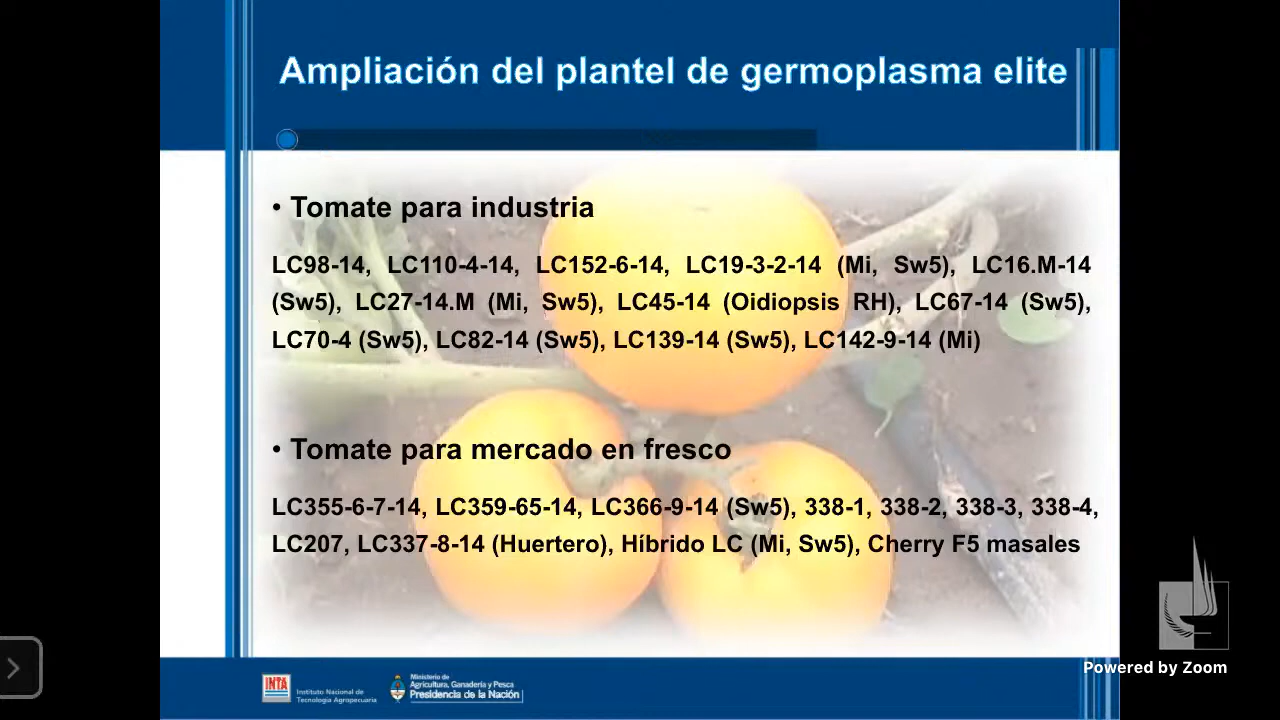 Ampliación del plantel de germoplasma elite
• Tomate para industria
LC98-14, LC110-4-14, LC152-6-14, LC19-3-2-14 (Mi, Sw5), LC16.M-14
(Sw5), LC27-14.M (Mi, Sw5), LC45-14 (Oidiopsis RH), LC67-14 (Sw5),
LC70-4 (Sw5), LC82-14 (Sw5), LC139-14 (Sw5), LC142-9-14 (Mi)
• Tomate para mercado en fresco
LC355-6-7-14, LC359-65-14, LC366-9-14 (Sw5), 338-1, 338-2, 338-3, 338-4,
LC207, LC337-8-14 (Huertero), Híbrido LC (Mi, Sw5), Cherry F5 masales
INTA
Instituto Nacional de
Tecnología Agropecuaria
Ministerio de
Agricultura, Ganadería y Pesca
Presidencia de la Nación
Powered by Zoom